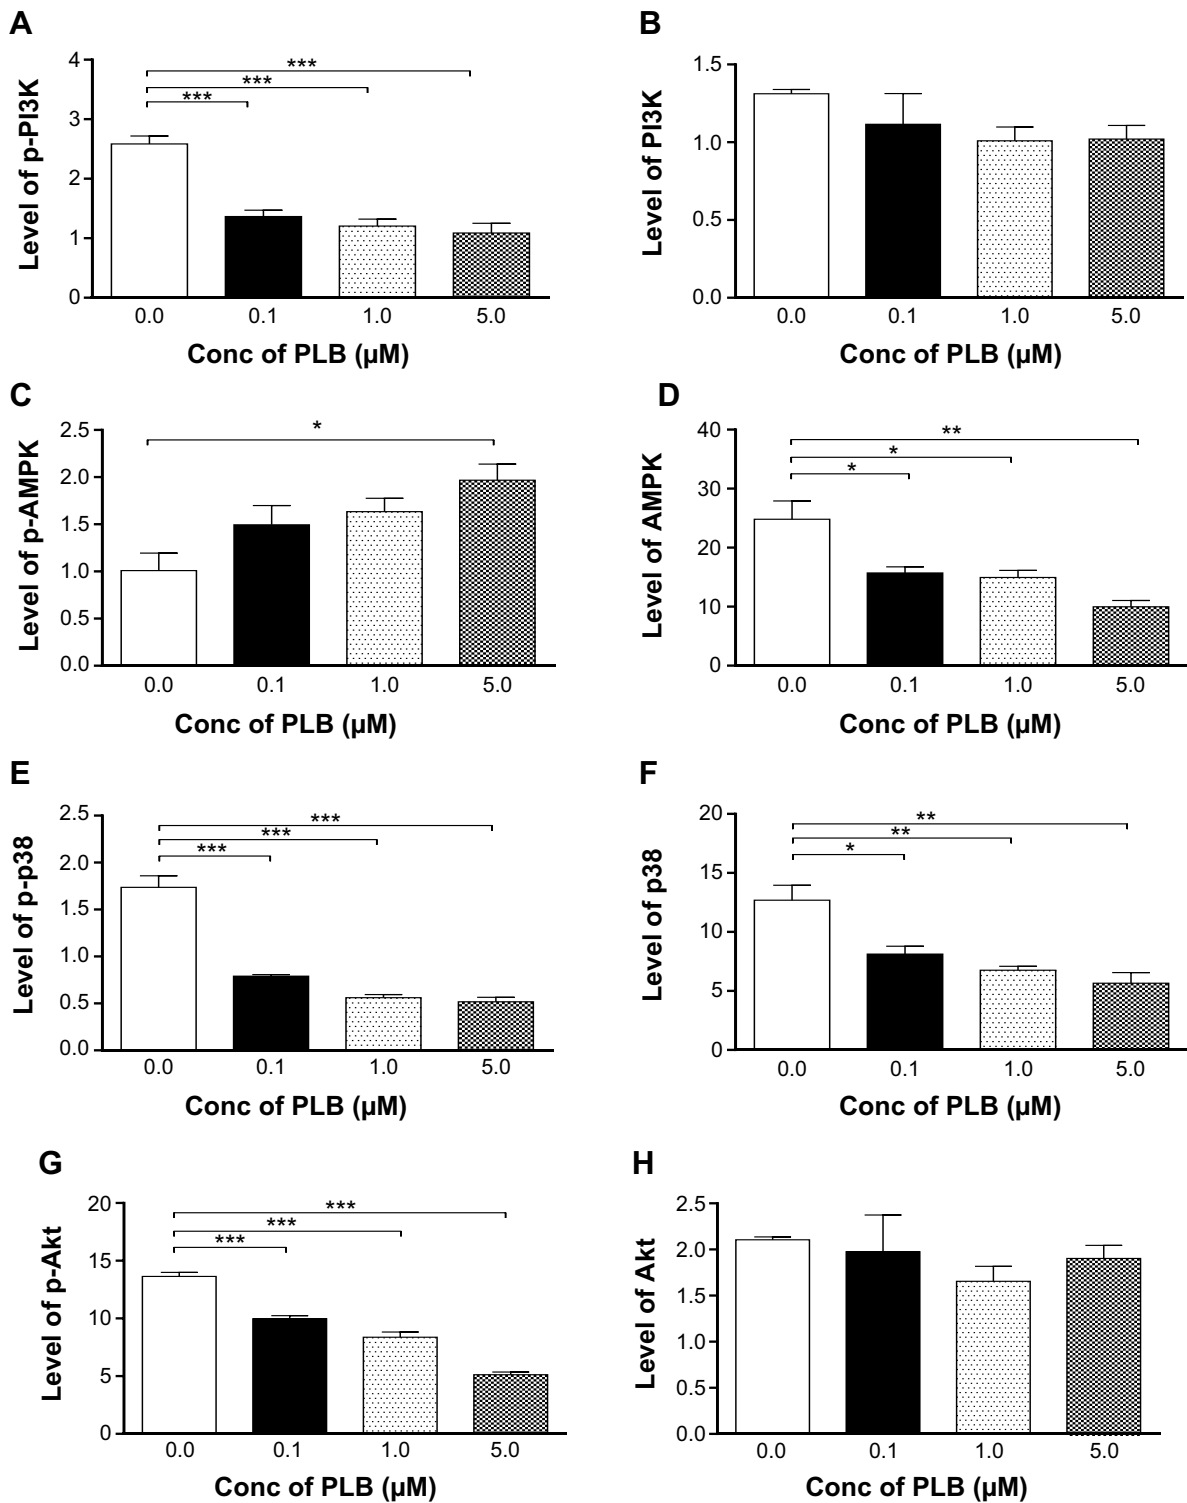 A
Level of p-PI3K
4
3
2
1
0
***
***
***
0.0 0.1 1.0 5.0
Conc of PLB (µM)
B
Level of PI3K
1.5
1.0
0.5
0.0
0.0 0.1 1.0 5.0
Conc of PLB (µM)
C
Level of p-AMPK
2.5
2.0
1.5
1.0
0.5
0.0
*
0.0 0.1 1.0 5.0
Conc of PLB (µM)
D
Level of AMPK
40
30
20
10
0
**
*
*
0.0 0.1 1.0 5.0
Conc of PLB (µM)
E
Level of p-p38
2.5
2.0
1.5
1.0
0.5
0.0
***
***
***
0.0 0.1 1.0 5.0
Conc of PLB (µM)
F
Level of p38
20
15
10
5
0
**
**
*
0.0 0.1 1.0 5.0
Conc of PLB (µM)
G
Level of p-Akt
20
15
10
5
0
***
***
***
0.0 0.1 1.0 5.0
Conc of PLB (µM)
H
Level of Akt
2.5
2.0
1.5
1.0
0.5
0.0
0.0 0.1 1.0 5.0
Conc of PLB (µM)